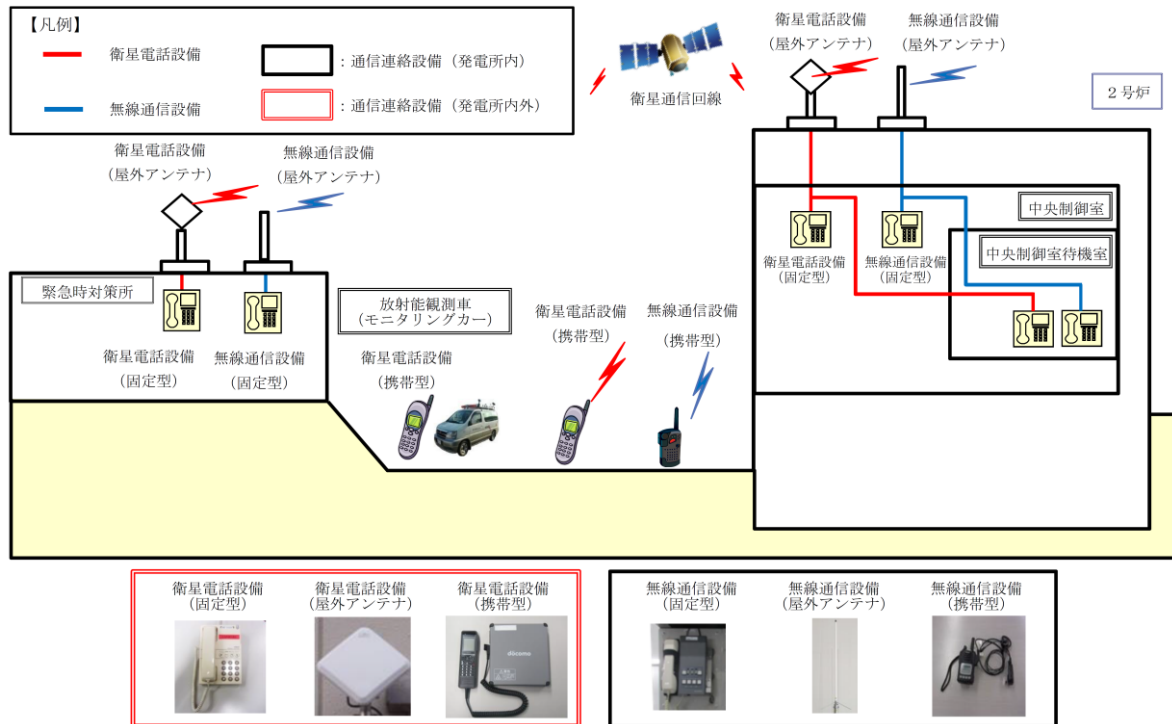 【凡例】
衛星電話設備
:通信連絡設備(発電所内)
無線通信設備
:通信連絡設備(発電所内外)
衛星通信回線
衛星電話設備
(屋外アンテナ)
無線通信設備
(屋外アンテナ)
2号炉
衛星電話設備
(屋外アンテナ)
無線通信設備
(屋外アンテナ)
中央制御室
中央制御室待機室
衛星電話設備
(固定型)
無線通信設備
(固定型)
緊急時対策所
衛星電話設備
(固定型)
無線通信設備
(固定型)
放射能観測車
(モニタリングカー)
衛星電話設備
(携帯型)
衛星電話設備
(携帯型)
無線通信設備
(携帯型)
衛星電話設備
(固定型)
衛星電話設備
(屋外アンテナ)
衛星電話設備
(携帯型)
無線通信設備
(固定型)
無線通信設備
(屋外アンテナ)
無線通信設備
(携帯型)
döcomo